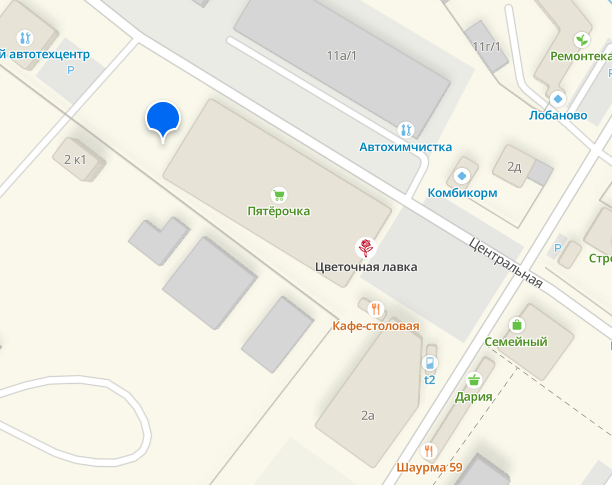 11а/1
11г/1
й автотехцентр
P
Ремонтека
Лобаново
Автохимчистка
2 к1
2д
Комбикорм
Пятёрочка
Центральная
P
Стро
Цветочная лавка
Кафе-столовая
Семейный
t2
Дария
2а
Шаурма 59